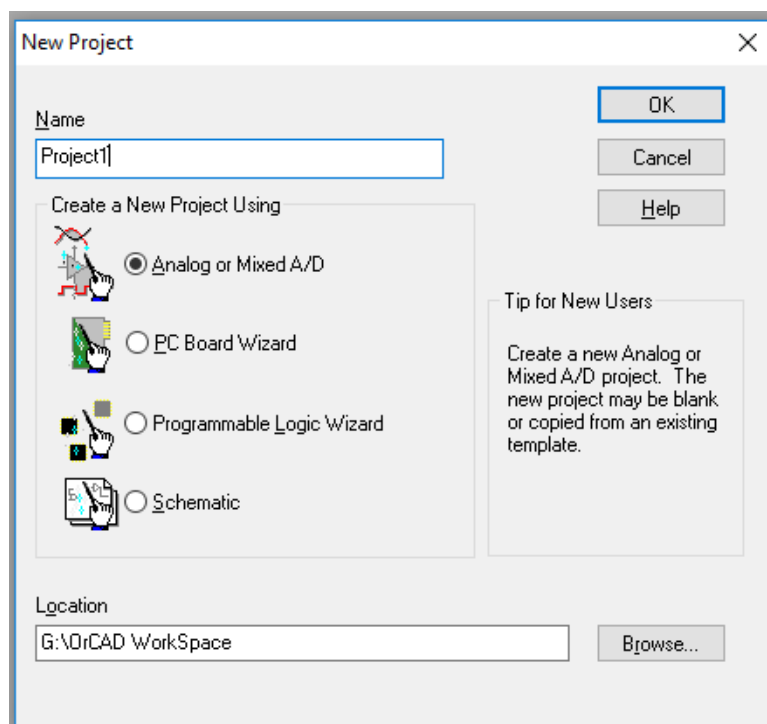 New Project
Name
Project1
OK
Cancel
Help
Create a New Project Using
Analog or Mixed A/D
PC Board Wizard
Programmable Logic Wizard
Schematic
Tip for New Users
Create a new Analog or
Mixed A/D project. The
new project may be blank
or copied from an existing
template.
Location
G:\OrCAD WorkSpace
Browse...